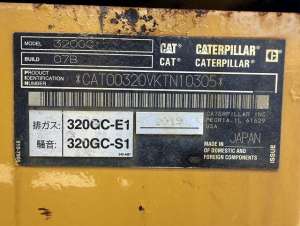 MODEL 320GC
CAT CATERPILLAR
BUILD 07B
CAT CATERPILLAR
PRODUCT IDENTIFICATION NUMBER *CAT00320VKTN10305*
排ガス: 320GC-E1
騒音: 320GC-S1
2019
CATERPILLAR INC
PEORIA, IL 61629
USA
MADE IN JAPAN
OF DOMESTIC AND
FOREIGN COMPONENTS
ISSUE